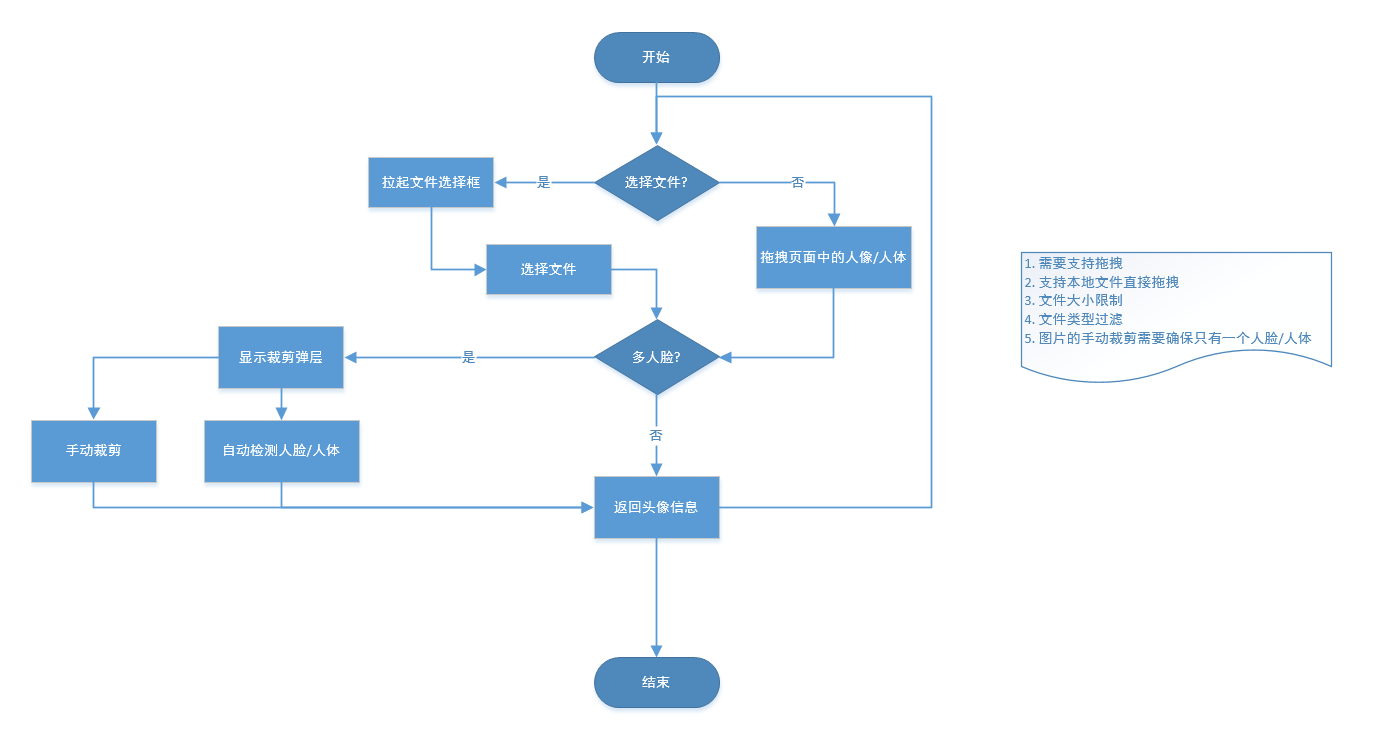 开始
选择文件?
是
否
拉起文件选择框
选择文件
拖拽页面中的人像/人体
多人脸?
是
否
显示裁剪弹层
手动裁剪
自动检测人脸/人体
返回头像信息
结束
1. 需要支持拖拽
2. 支持本地文件直接拖拽
3. 文件大小限制
4. 文件类型过滤
5. 图片的手动裁剪需要确保只有一个人脸/人体